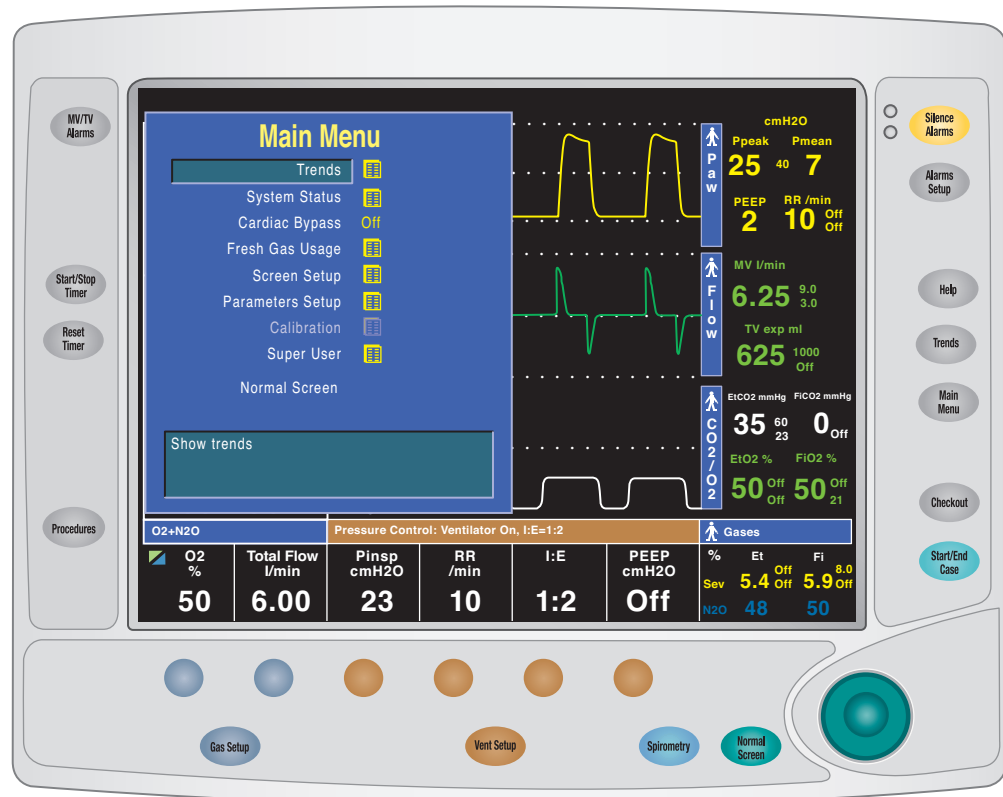 MV/TV
Alarms
Start/Stop
Timer
Reset
Timer
Procedures
Main Menu
Trends
System Status
Cardiac Bypass Off
Fresh Gas Usage
Screen Setup
Parameters Setup
Calibration
Super User
Normal Screen
Show trends
Paw
cmH2O
Ppeak Pmean
25 40 7
PEEP RR /min
2 10 Off
Off
Flow
MV l/min
6.25 9.0
3.0
TV exp ml
625 1000
Off
CO2/O2
EtCO2 mmHg FiCO2 mmHg
35 60
23 0 Off
EtO2 % FiO2 %
50 Off
Off 50 Off
21
O2+N2O
Pressure Control: Ventilator On, I:E=1:2
Gases
O2
%
50
Total Flow
l/min
6.00
Pinsp
cmH2O
23
RR
/min
10
I:E
1:2
PEEP
cmH2O
Off
% Et Fi
Sev 5.4 Off
Off 5.9 8.0
Off
N2O 48 50
Silence
Alarms
Alarms
Setup
Help
Trends
Main
Menu
Checkout
Start/End
Case
Gas Setup
Vent Setup
Spirometry
Normal
Screen